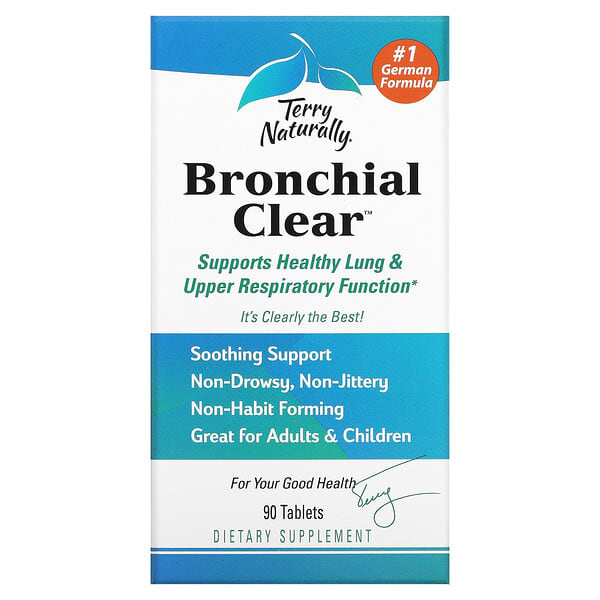 #1
German
Formula
Terry
Naturally®
Bronchial
Clear™
Supports Healthy Lung &
Upper Respiratory Function*
It's Clearly the Best!
Soothing Support
Non-Drowsy, Non-Jittery
Non-Habit Forming
Great for Adults & Children
For Your Good Health
Terry
90 Tablets
DIETARY SUPPLEMENT